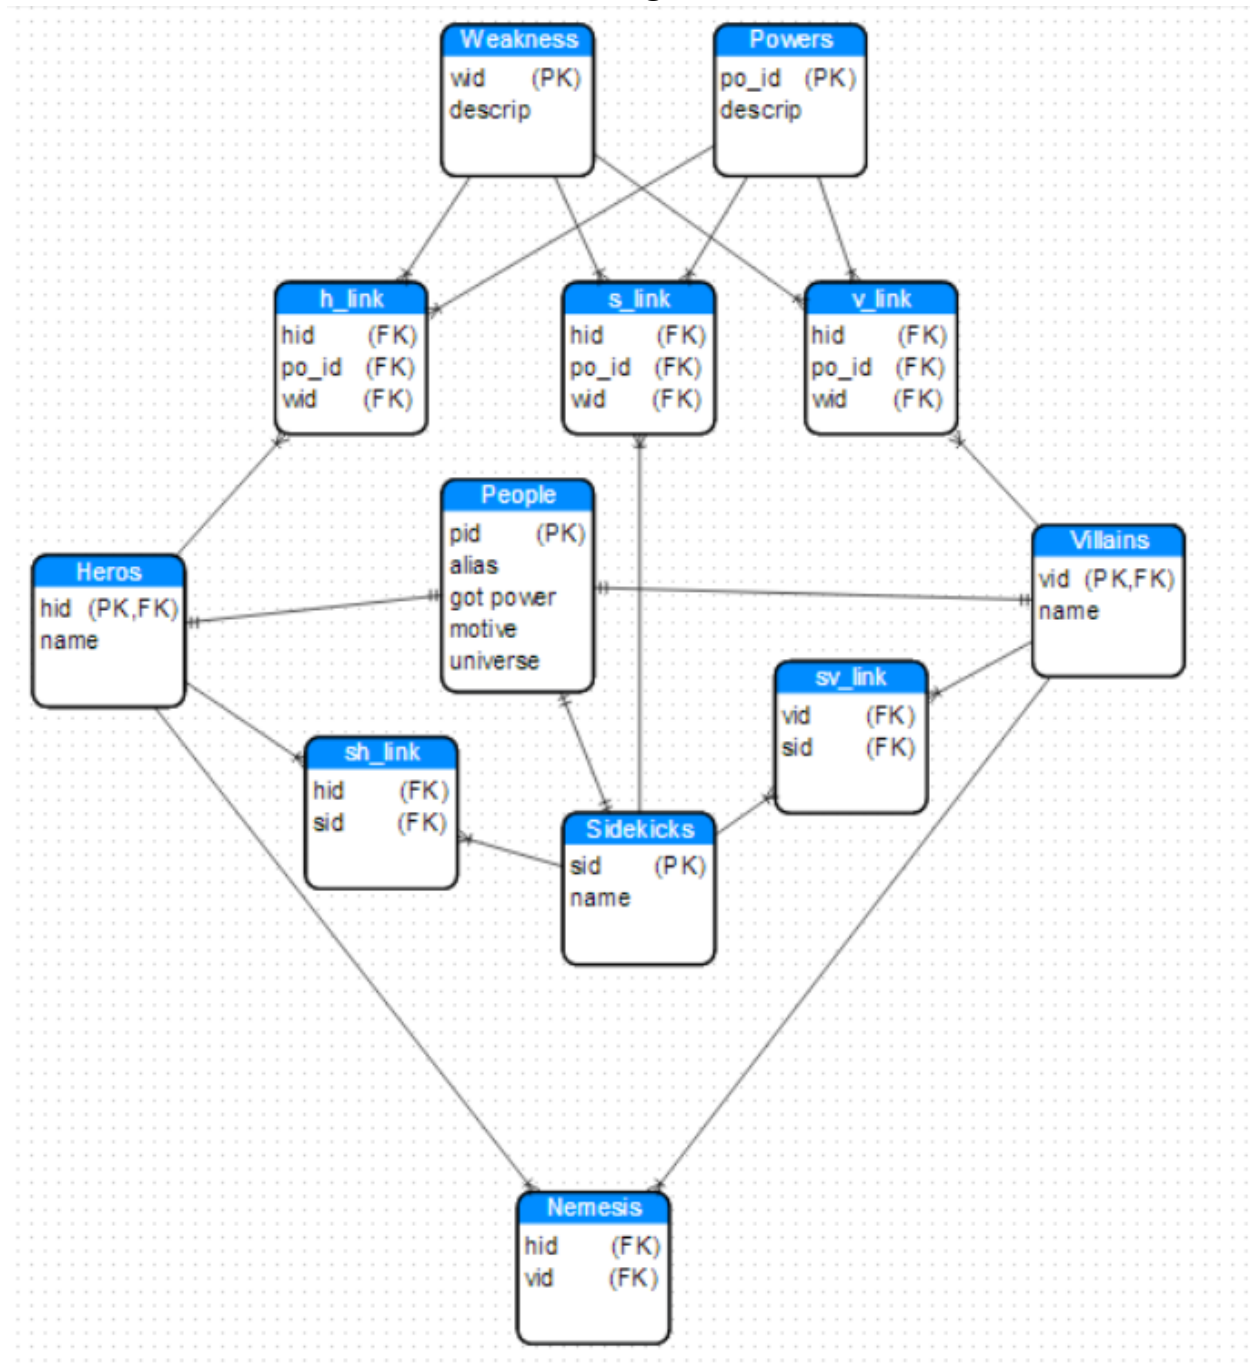 Weakness
wid (PK)
descrip
Powers
po_id (PK)
descrip
h_link
hid (FK)
po_id (FK)
wid (FK)
s_link
hid (FK)
po_id (FK)
wid (FK)
v_link
hid (FK)
po_id (FK)
wid (FK)
People
pid (PK)
alias
got power
motive
universe
Heros
hid (PK,FK)
name
Villains
vid (PK,FK)
name
sv_link
vid (FK)
sid (FK)
sh_link
hid (FK)
sid (FK)
Sidekicks
sid (PK)
name
Nemesis
hid (FK)
vid (FK)